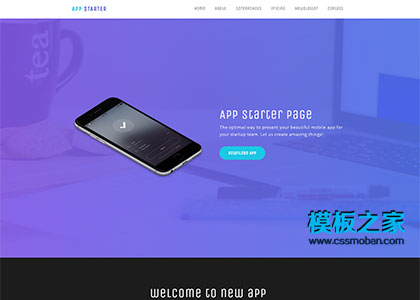 APP STARTER
Home About Screenshots Pricing Newsletter Contact
tea
APP Starter Page
The optimal way to present your beautiful mobile app for
your startup team. Let us create amazing things!
Download App
模板之家
www.cssmoban.com
welcome to new app